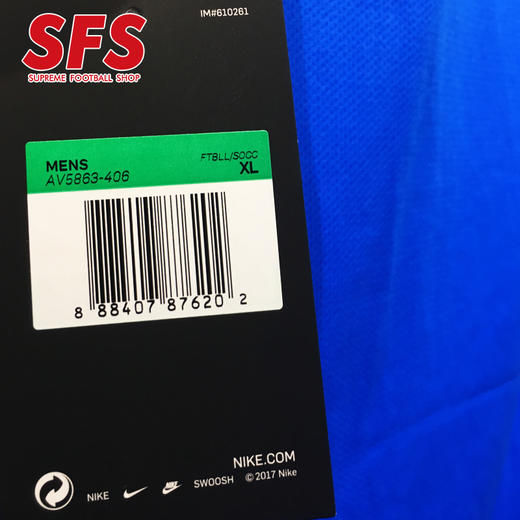 IM#610261
SFS
SUPREME FOOTBALL SHOP
MENS FTBLL/SOCC
AV5863-406 XL
8 88407 87620 2
NIKE.COM
NIKE SWOOSH © 2017 Nike